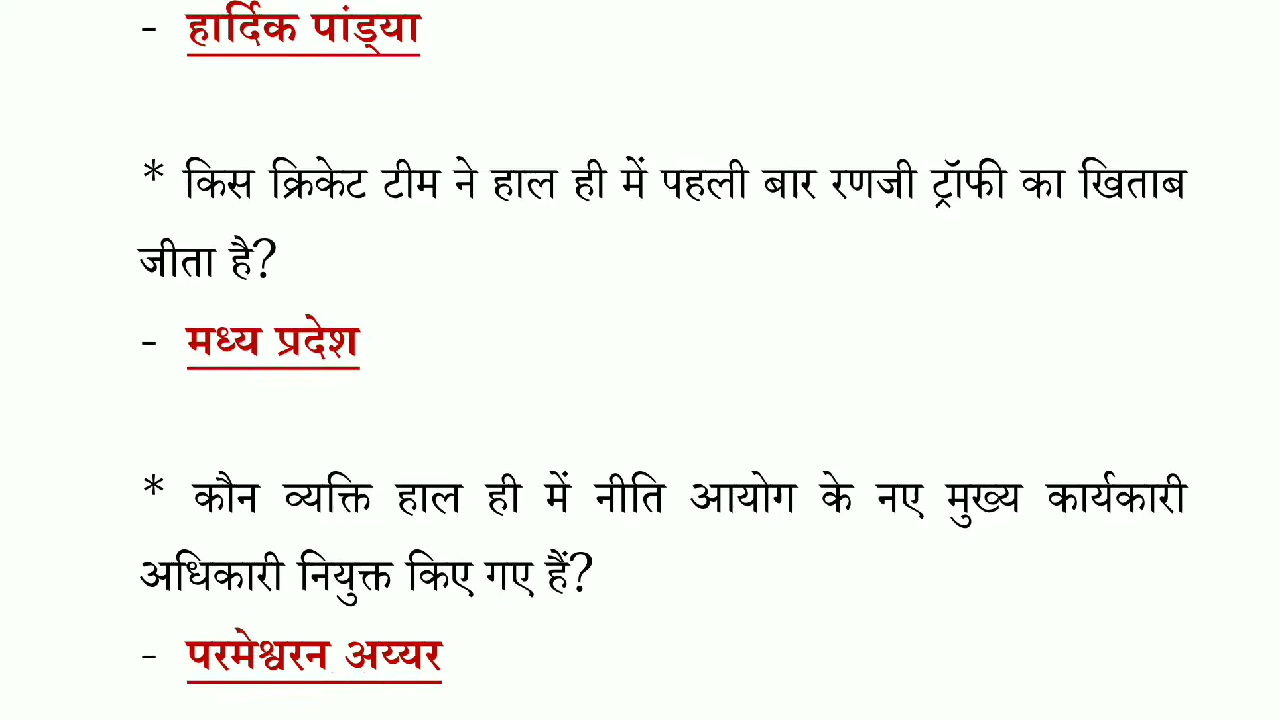 - हार्दिक पांड्या
* किस क्रिकेट टीम ने हाल ही में पहली बार रणजी ट्रॉफी का खिताब
जीता है?
- मध्य प्रदेश
* कौन व्यक्ति हाल ही में नीति आयोग के नए मुख्य कार्यकारी
अधिकारी नियुक्त किए गए हैं?
- परमेश्वरन अय्यर